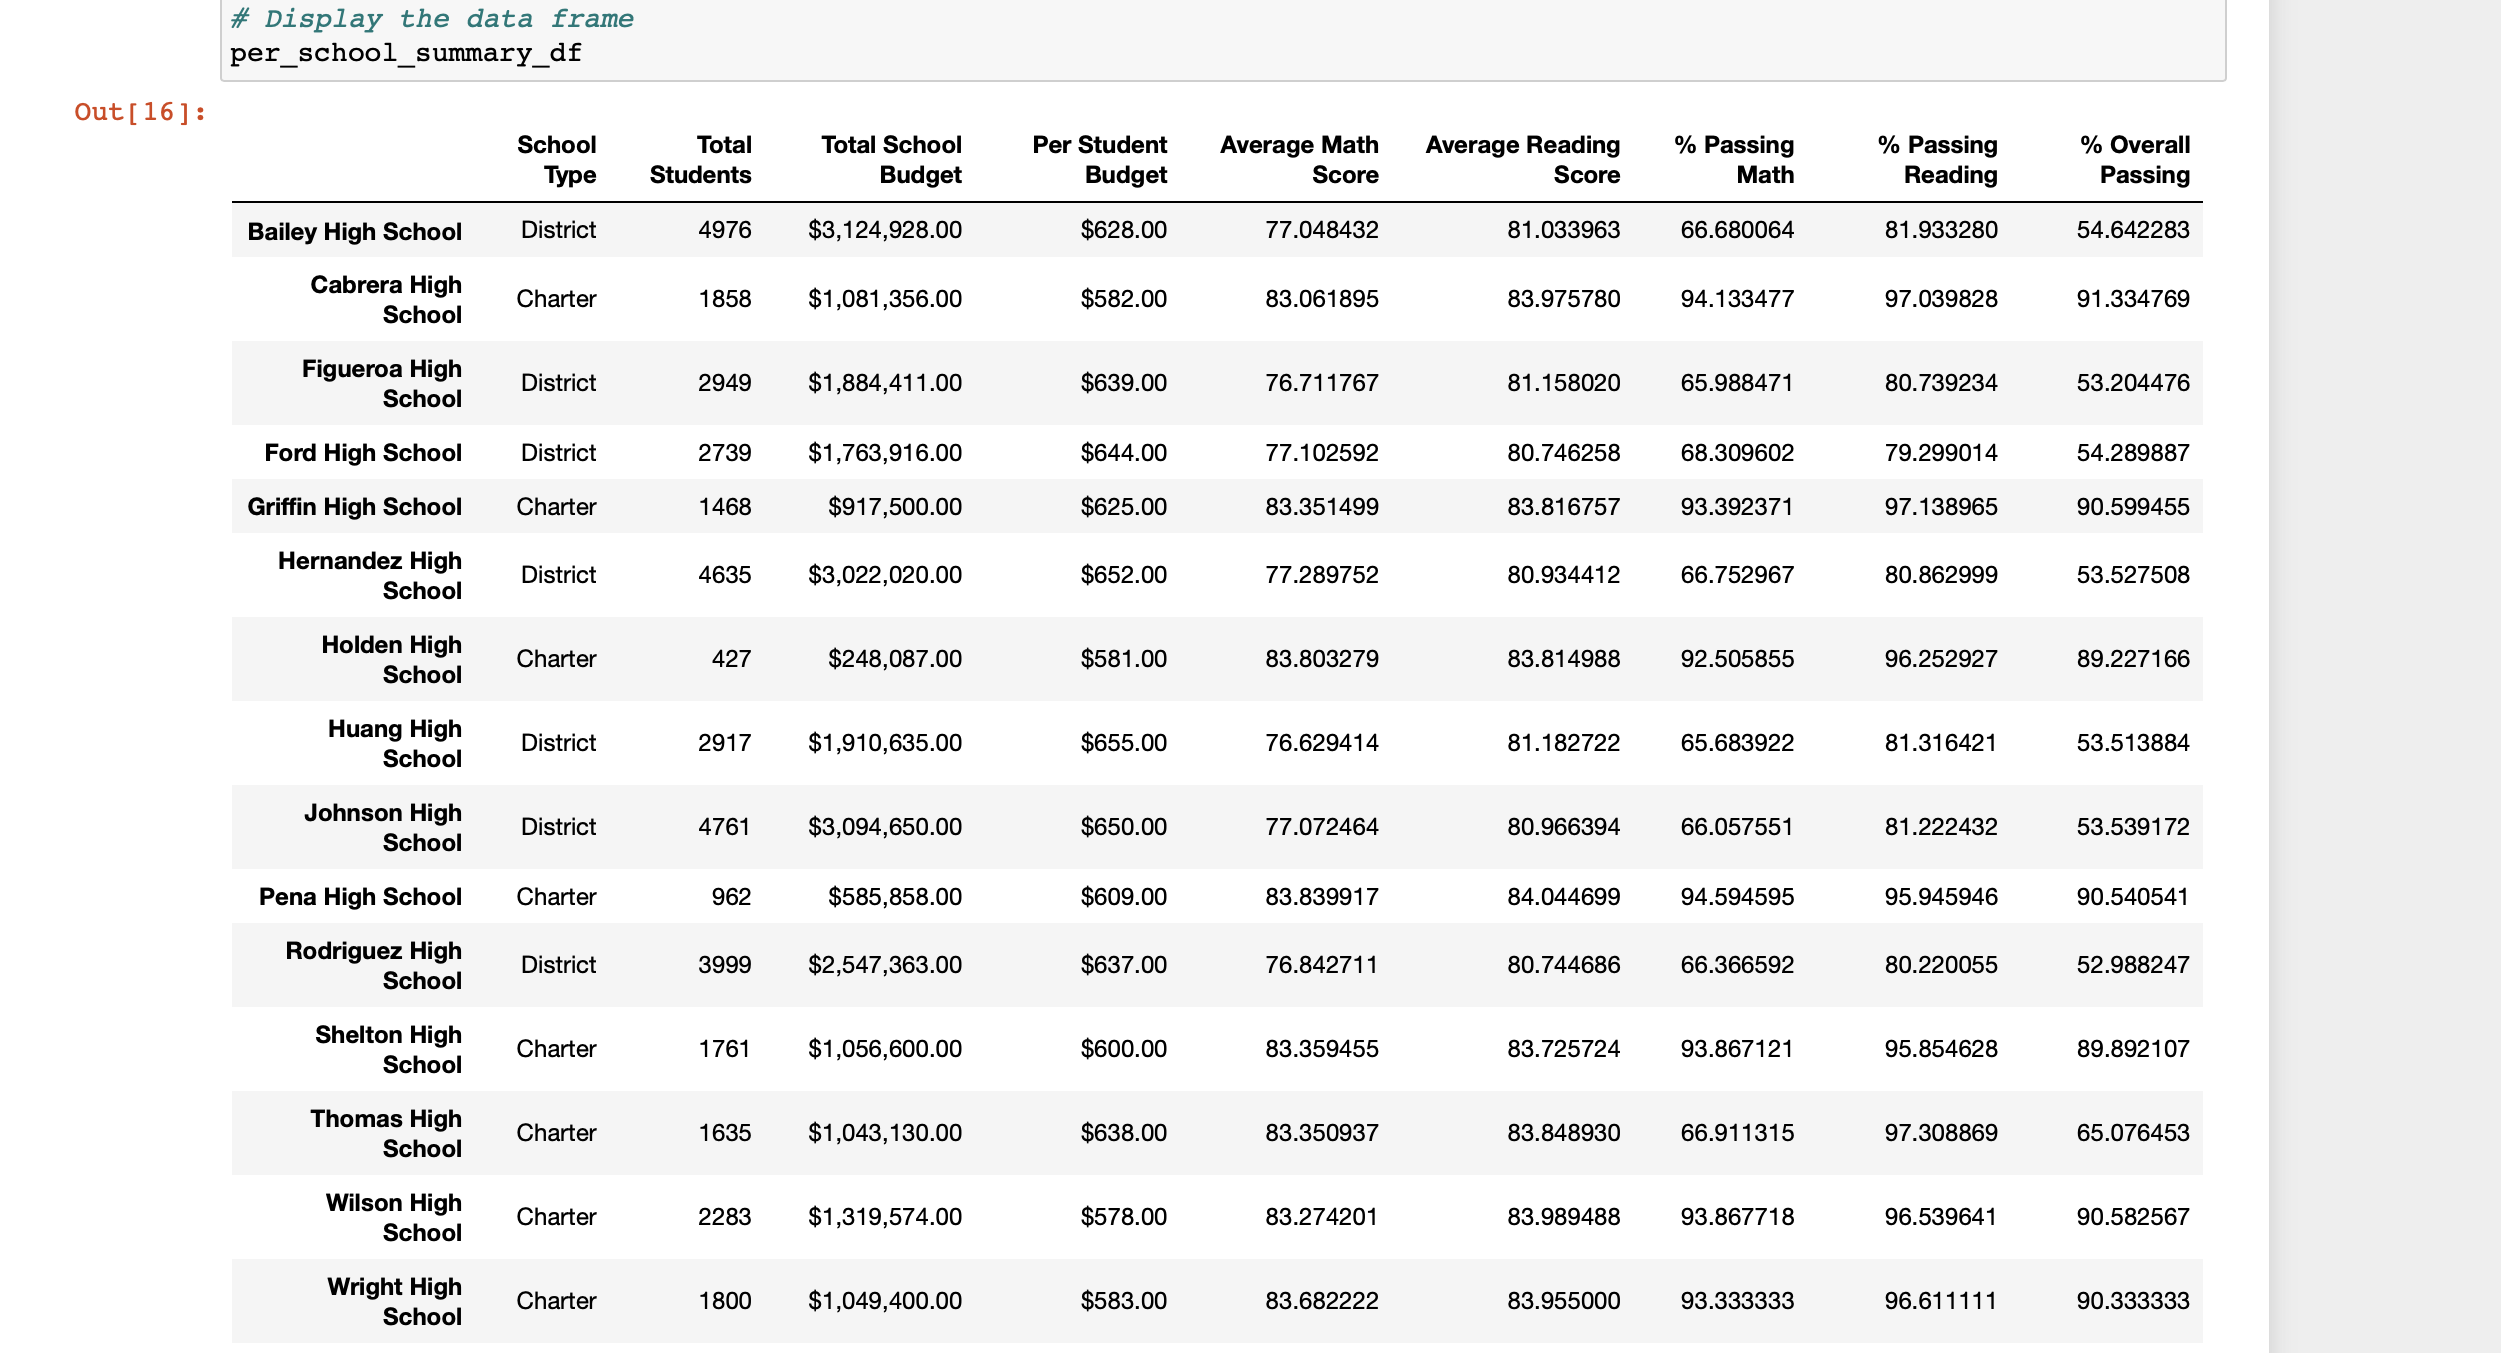 # Display the data frame
per_school_summary_df
Out[16]:
School Type Total Students Total School Budget Per Student Budget Average Math Score Average Reading Score % Passing Math % Passing Reading % Overall Passing
Bailey High School District 4976 $3,124,928.00 $628.00 77.048432 81.033963 66.680064 81.933280 54.642283
Cabrera High School Charter 1858 $1,081,356.00 $582.00 83.061895 83.975780 94.133477 97.039828 91.334769
Figueroa High School District 2949 $1,884,411.00 $639.00 76.711767 81.158020 65.988471 80.739234 53.204476
Ford High School District 2739 $1,763,916.00 $644.00 77.102592 80.746258 68.309602 79.299014 54.289887
Griffin High School Charter 1468 $917,500.00 $625.00 83.351499 83.816757 93.392371 97.138965 90.599455
Hernandez High School District 4635 $3,022,020.00 $652.00 77.289752 80.934412 66.752967 80.862999 53.527508
Holden High School Charter 427 $248,087.00 $581.00 83.803279 83.814988 92.505855 96.252927 89.227166
Huang High School District 2917 $1,910,635.00 $655.00 76.629414 81.182722 65.683922 81.316421 53.513884
Johnson High School District 4761 $3,094,650.00 $650.00 77.072464 80.966394 66.057551 81.222432 53.539172
Pena High School Charter 962 $585,858.00 $609.00 83.839917 84.044699 94.594595 95.945946 90.540541
Rodriguez High School District 3999 $2,547,363.00 $637.00 76.842711 80.744686 66.366592 80.220055 52.988247
Shelton High School Charter 1761 $1,056,600.00 $600.00 83.359455 83.725724 93.867121 95.854628 89.892107
Thomas High School Charter 1635 $1,043,130.00 $638.00 83.350937 83.848930 66.911315 97.308869 65.076453
Wilson High School Charter 2283 $1,319,574.00 $578.00 83.274201 83.989488 93.867718 96.539641 90.582567
Wright High School Charter 1800 $1,049,400.00 $583.00 83.682222 83.955000 93.333333 96.611111 90.333333